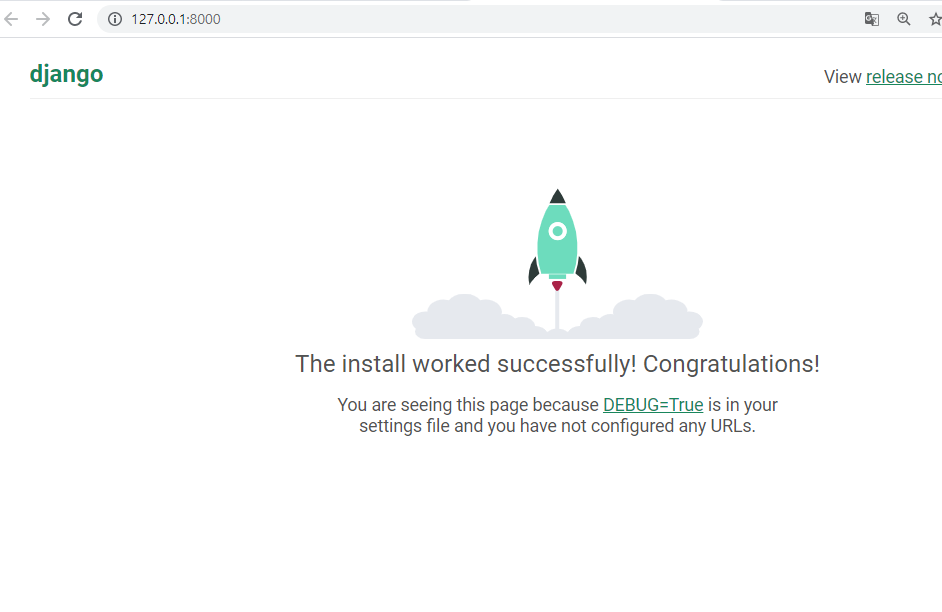 127.0.0.1:8000
django
View release no
The install worked successfully! Congratulations!
You are seeing this page because DEBUG=True is in your
settings file and you have not configured any URLs.